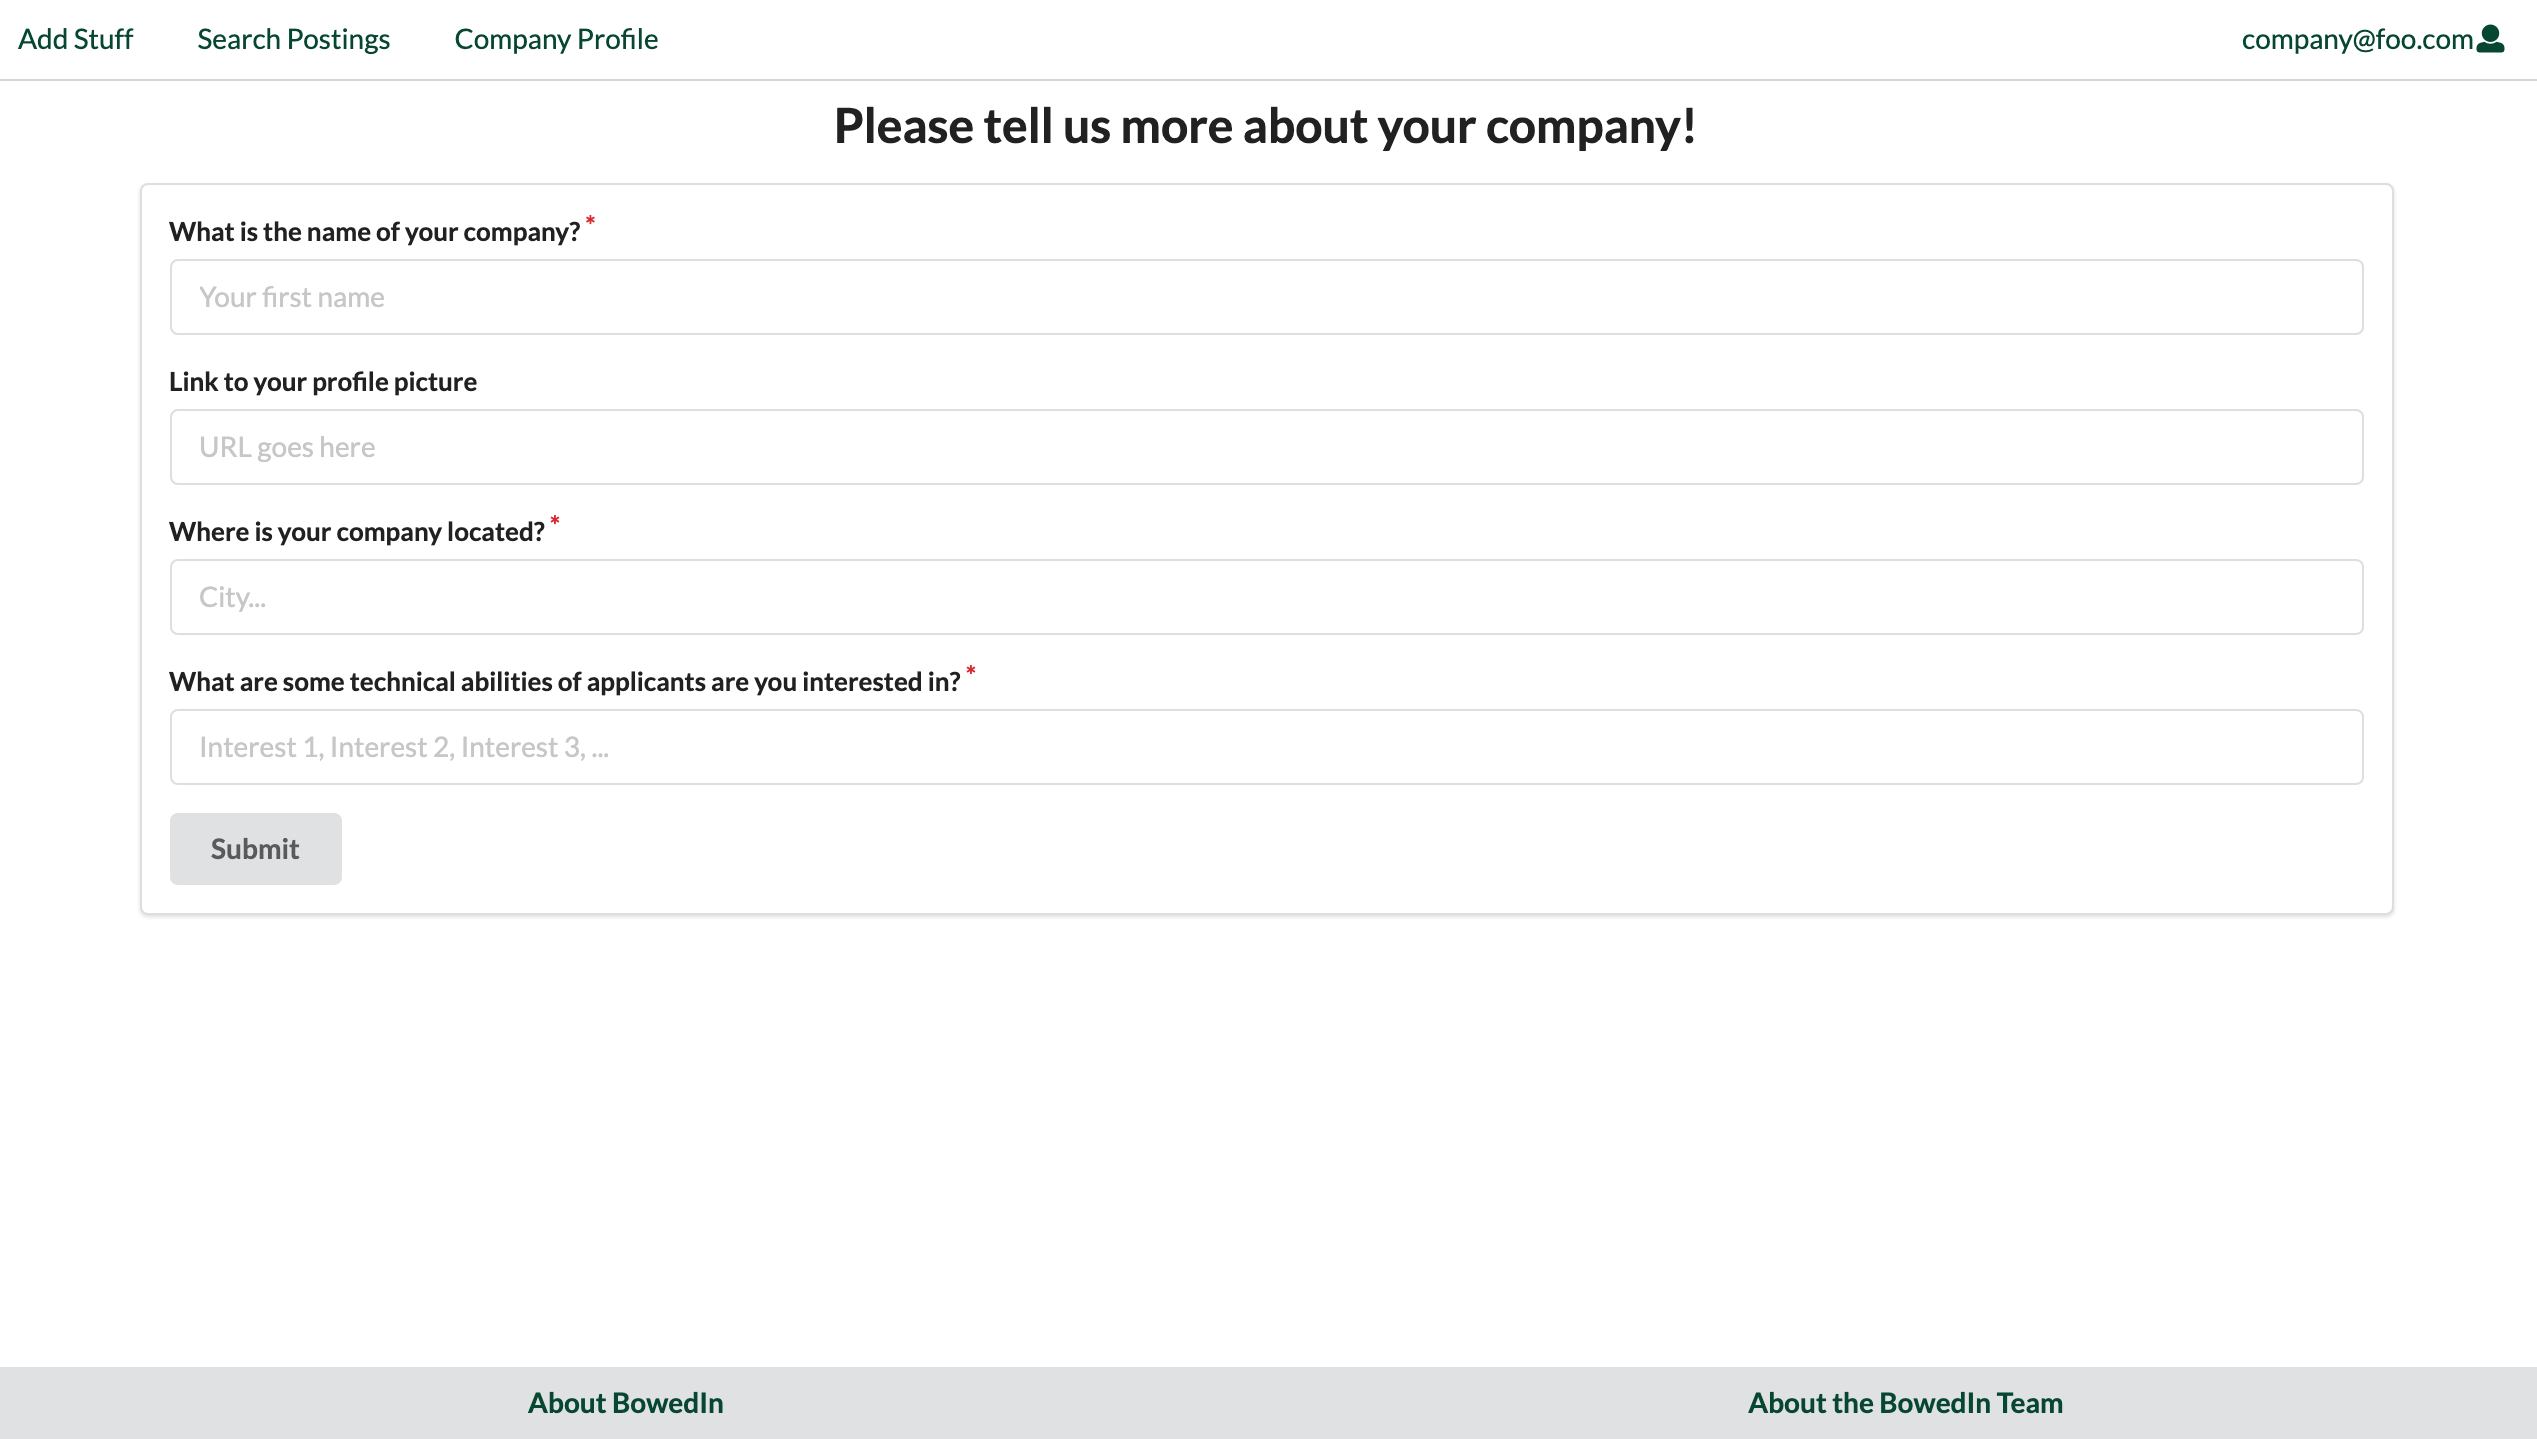 Add Stuff Search Postings Company Profile company@foo.com
Please tell us more about your company!
What is the name of your company? *
Your first name
Link to your profile picture
URL goes here
Where is your company located? *
City...
What are some technical abilities of applicants are you interested in? *
Interest 1, Interest 2, Interest 3, ...
Submit
About BowedIn About the BowedIn Team